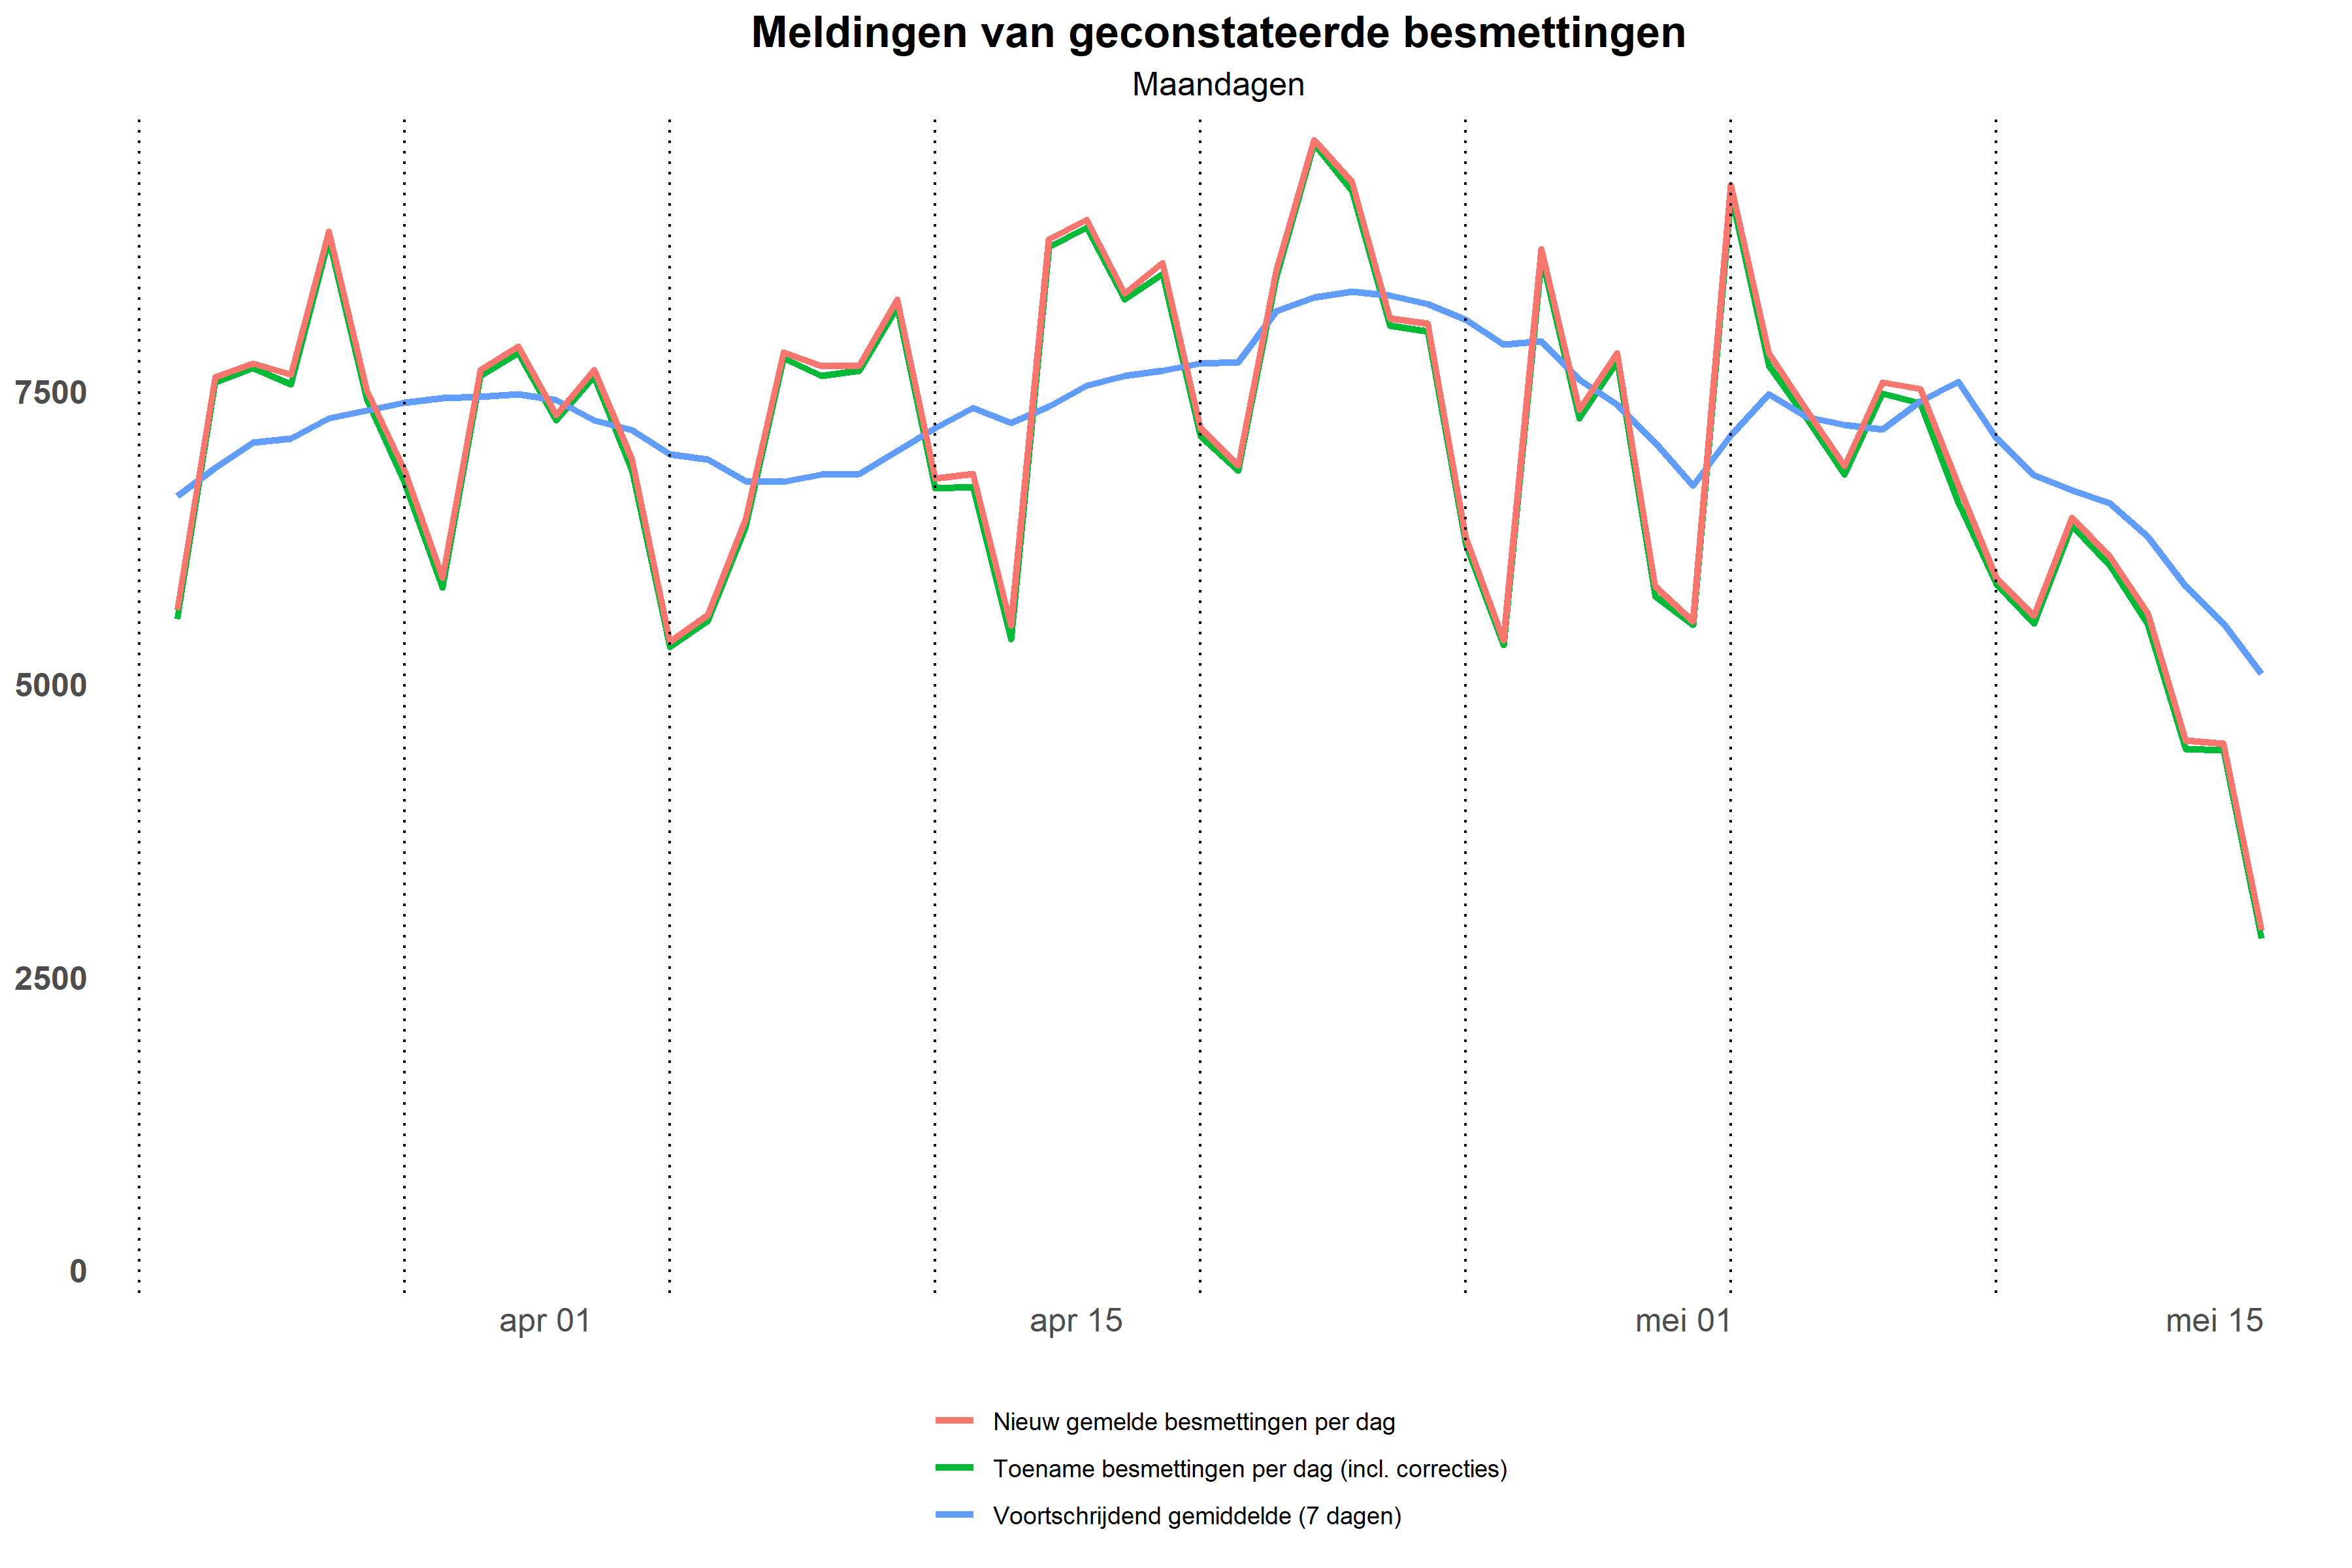 Meldingen van geconstateerde besmettingen
Maandagen
7500
5000
2500
0
apr 01
apr 15
mei 01
mei 15
Nieuw gemelde besmettingen per dag
Toename besmettingen per dag (incl. correcties)
Voortschrijdend gemiddelde (7 dagen)